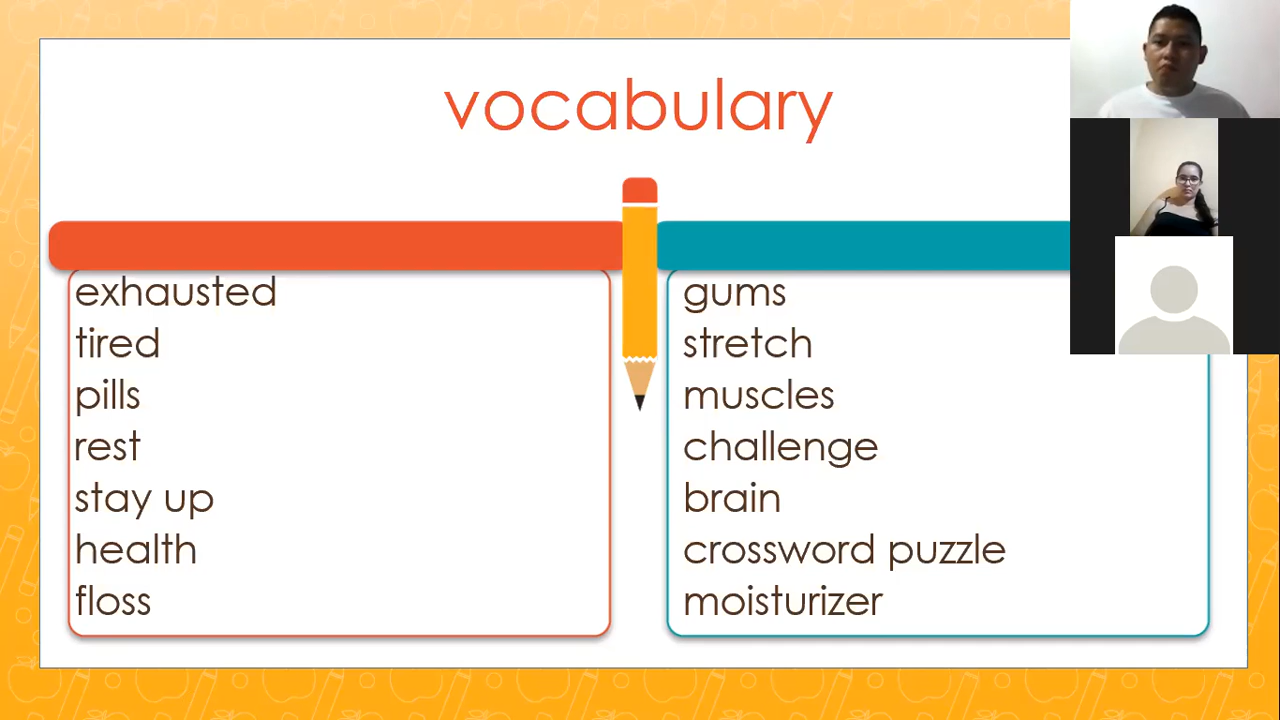 vocabulary
exhausted
tired
pills
rest
stay up
health
floss
gums
stretch
muscles
challenge
brain
crossword puzzle
moisturizer